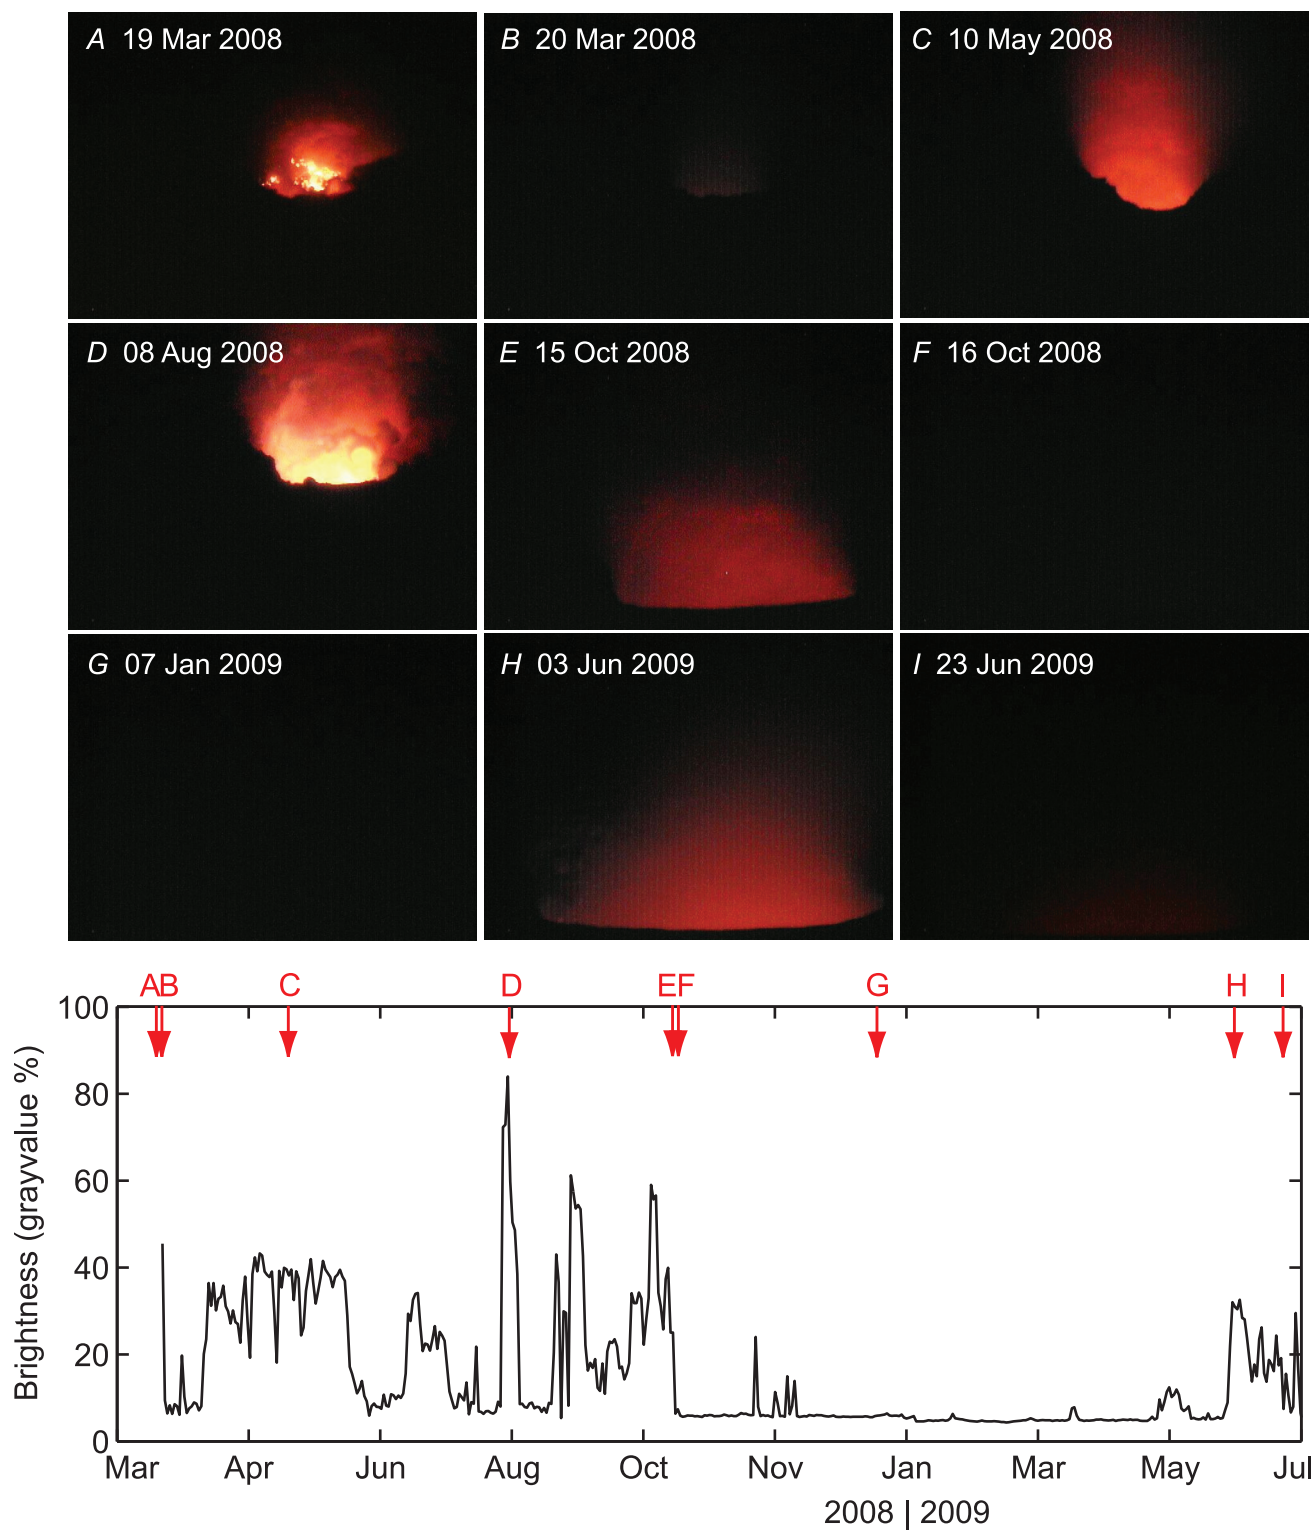 A 19 Mar 2008
B 20 Mar 2008
C 10 May 2008
D 08 Aug 2008
E 15 Oct 2008
F 16 Oct 2008
G 07 Jan 2009
H 03 Jun 2009
I 23 Jun 2009
A B C D E F G H I
100
80
60
40
20
0
Brightness (grayvalue %)
Mar Apr Jun Aug Oct Nov Jan Mar May Jul
2008 | 2009